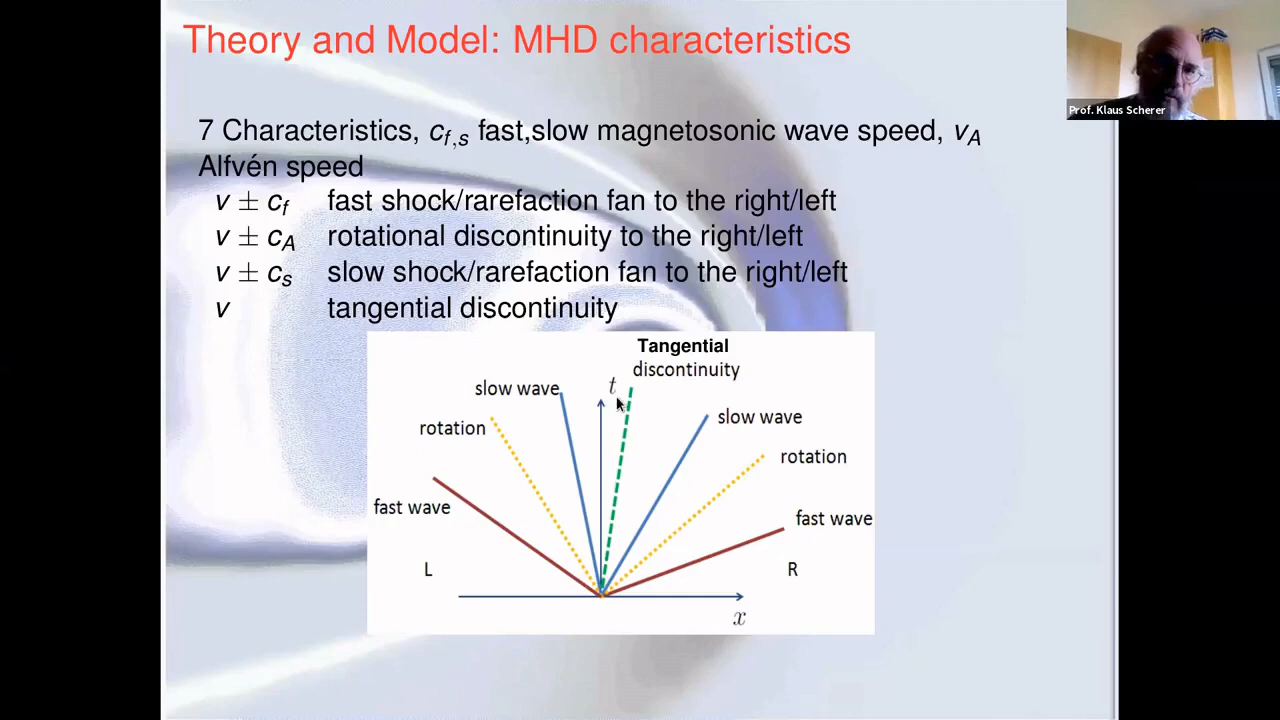 Theory and Model: MHD characteristics
Prof. Klaus Scherer
7 Characteristics, c_f,s fast,slow magnetosonic wave speed, v_A
Alfvén speed
v ± c_f fast shock/rarefaction fan to the right/left
v ± c_A rotational discontinuity to the right/left
v ± c_s slow shock/rarefaction fan to the right/left
v tangential discontinuity
Tangential
discontinuity
t
slow wave
slow wave
rotation
rotation
fast wave
fast wave
L
R
x